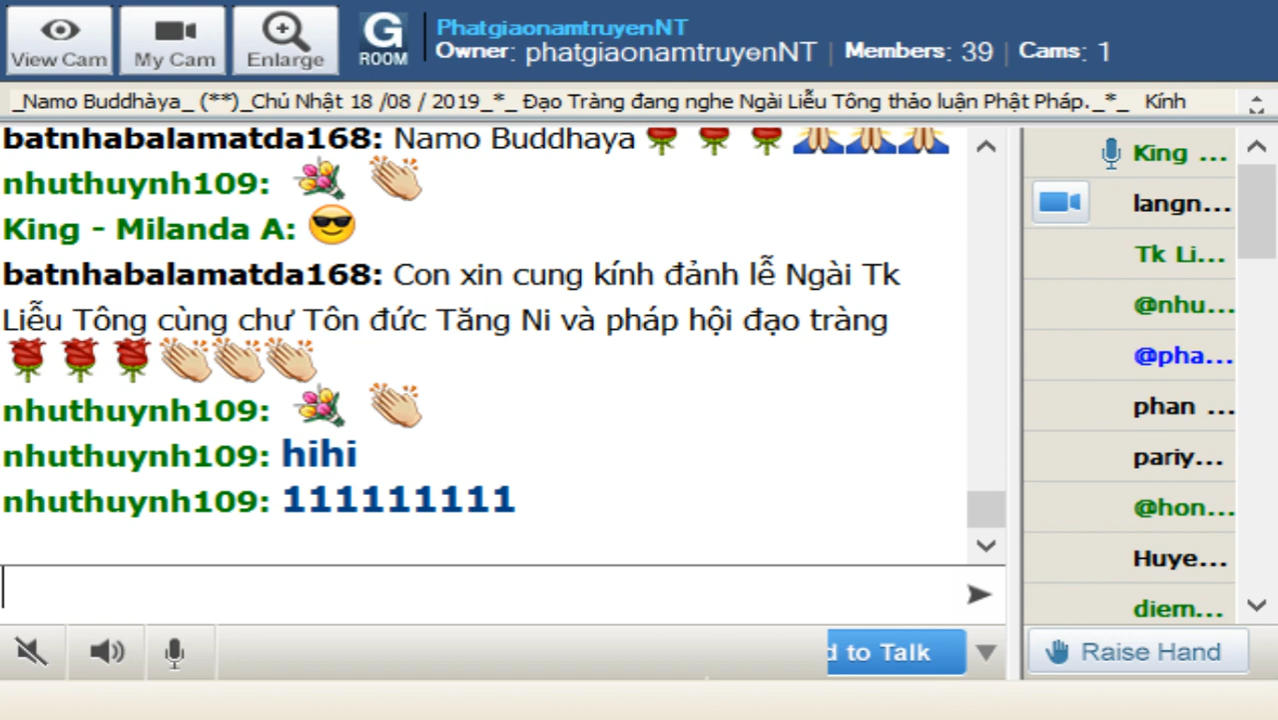 View Cam
My Cam
Enlarge
G
ROOM
PhatgiaonamtruyenNT
Owner: phatgiaonamtruyenNT | Members: 39 | Cams: 1
_Namo Buddhàya_ (**)_Chủ Nhật 18 /08 / 2019_*_ Đạo Tràng đang nghe Ngài Liễu Tông thảo luận Phật Pháp._*_ Kính
batnhabalamatda168: Namo Buddhaya
nhuthuynh109:
King - Milanda A:
batnhabalamatda168: Con xin cung kính đảnh lễ Ngài Tk
Liễu Tông cùng chư Tôn đức Tăng Ni và pháp hội đạo tràng
nhuthuynh109:
nhuthuynh109: hihi
nhuthuynh109: 111111111
King ...
langn...
Tk Li...
@nhu...
@pha...
phan ...
pariy...
@hon...
Huye...
diem...
d to Talk
Raise Hand